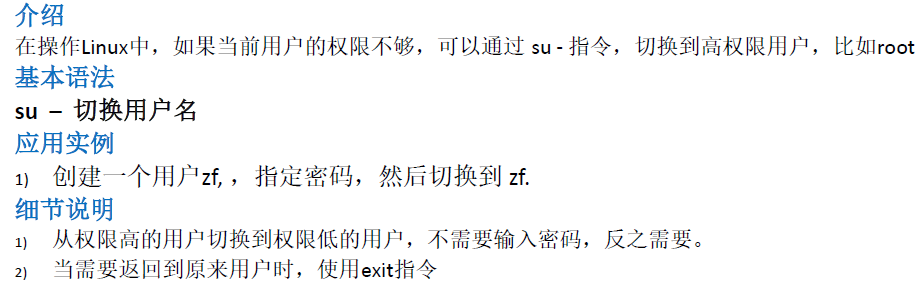 介绍
在操作Linux中，如果当前用户的权限不够，可以通过 su - 指令，切换到高权限用户，比如root
基本语法
su – 切换用户名
应用实例
1) 创建一个用户zf, ，指定密码，然后切换到 zf.
细节说明
1) 从权限高的用户切换到权限低的用户，不需要输入密码，反之需要。
2) 当需要返回到原来用户时，使用exit指令